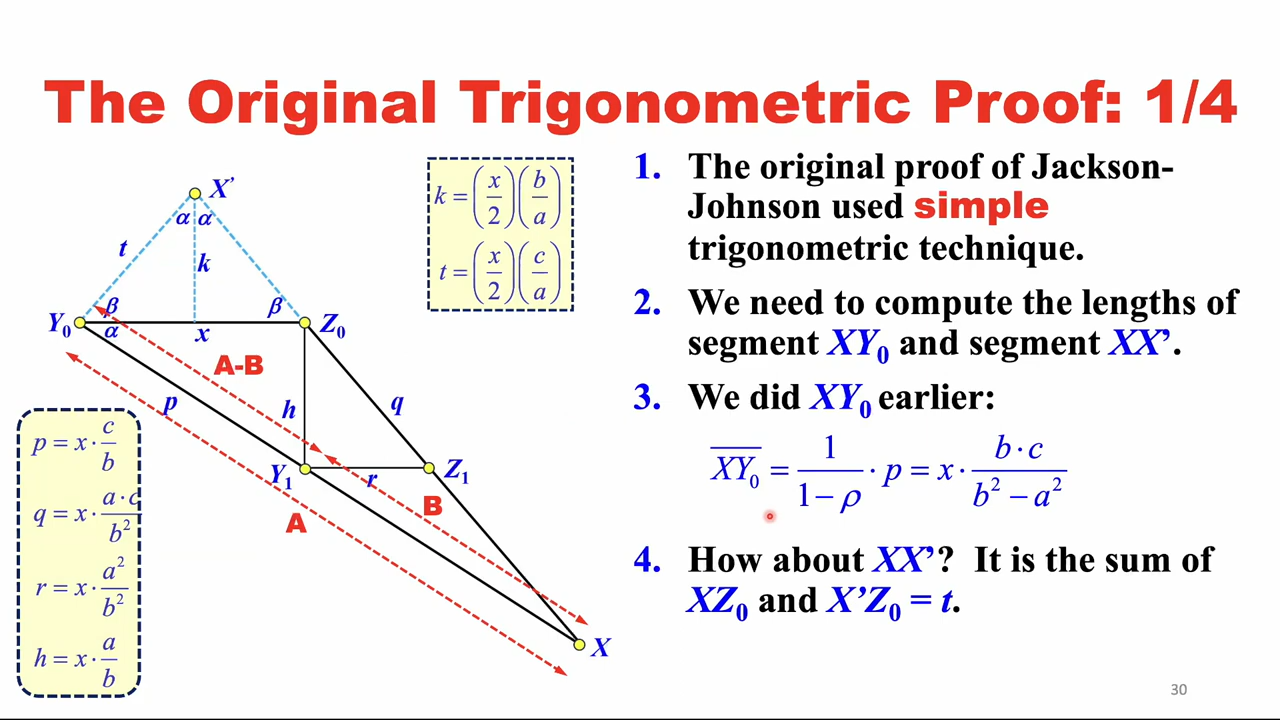 The Original Trigonometric Proof: 1/4
X’
α α
t
k
β
β
Y₀
α
x
Z₀
A-B
p
h
q
Y₁
r
Z₁
B
A
X
k = (x/2)(b/a)
t = (x/2)(c/a)
p = x · c/b
q = x · a · c/b²
r = x · a²/b²
h = x · a/b
1. The original proof of Jackson-
Johnson used simple
trigonometric technique.
2. We need to compute the lengths of
segment XY₀ and segment XX’.
3. We did XY₀ earlier:
X̅Y̅₀ = 1/(1−ρ) · p = x · b · c/(b² − a²)
4. How about XX’? It is the sum of
XZ₀ and X’Z₀ = t.
30